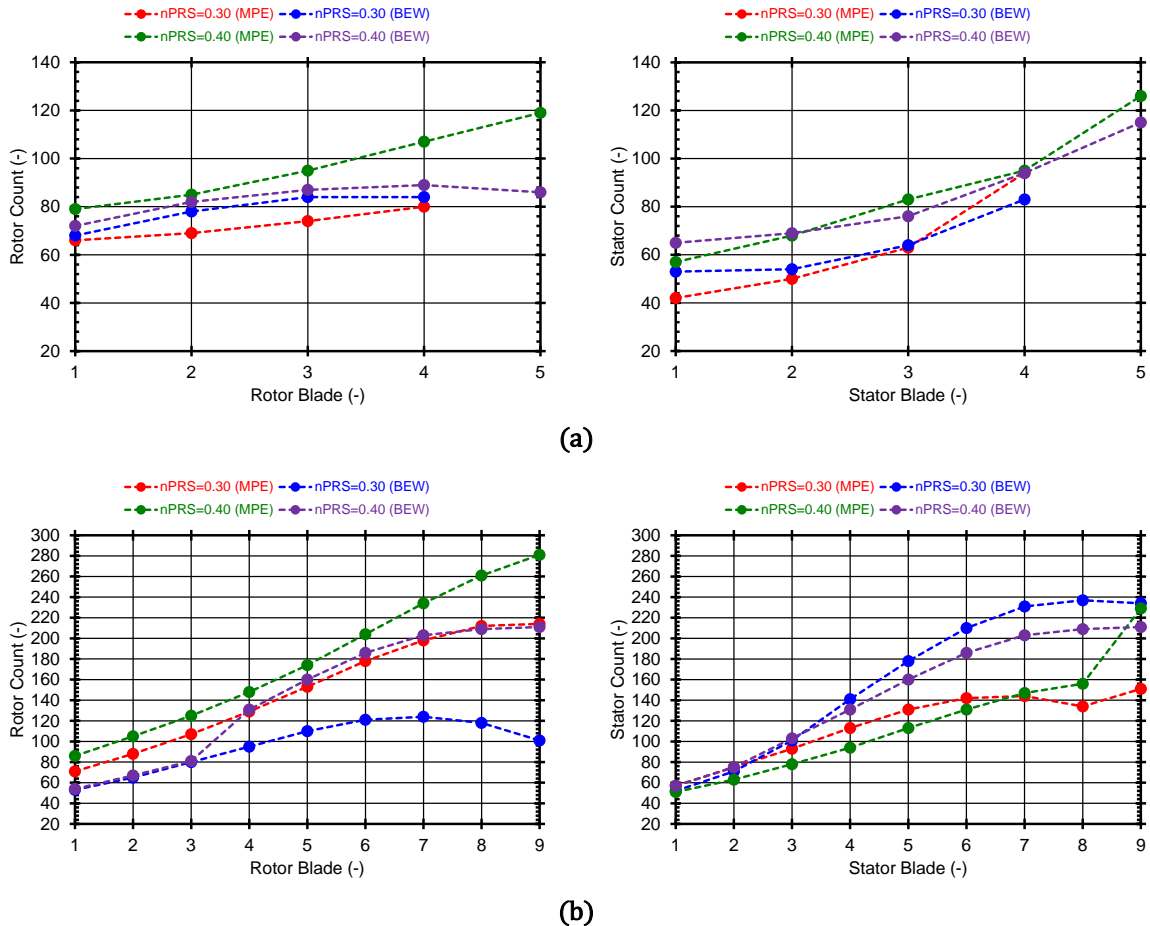 nPRS=0.30 (MPE) nPRS=0.30 (BEW)
nPRS=0.40 (MPE) nPRS=0.40 (BEW)
140
120
100
80
60
40
20
Rotor Count (-)
1 2 3 4 5
Rotor Blade (-)
nPRS=0.30 (MPE) nPRS=0.30 (BEW)
nPRS=0.40 (MPE) nPRS=0.40 (BEW)
140
120
100
80
60
40
20
Stator Count (-)
1 2 3 4 5
Stator Blade (-)
(a)
nPRS=0.30 (MPE) nPRS=0.30 (BEW)
nPRS=0.40 (MPE) nPRS=0.40 (BEW)
300
280
260
240
220
200
180
160
140
120
100
80
60
40
20
Rotor Count (-)
1 2 3 4 5 6 7 8 9
Rotor Blade (-)
nPRS=0.30 (MPE) nPRS=0.30 (BEW)
nPRS=0.40 (MPE) nPRS=0.40 (BEW)
300
280
260
240
220
200
180
160
140
120
100
80
60
40
20
Stator Count (-)
1 2 3 4 5 6 7 8 9
Stator Blade (-)
(b)